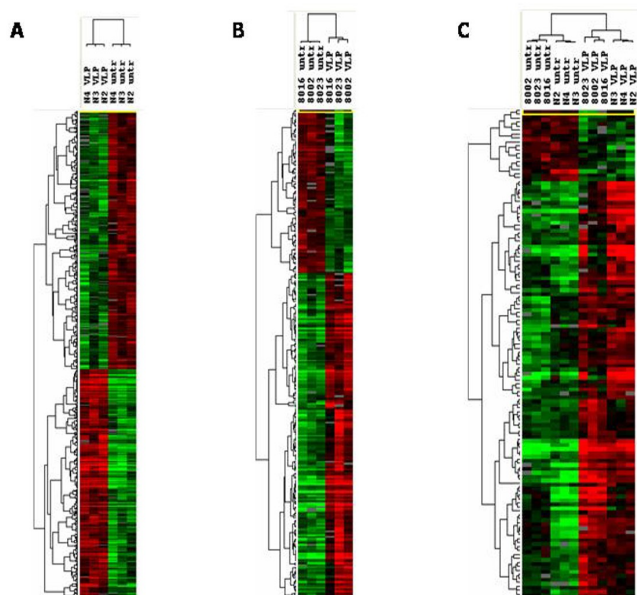 A
B
C
N4 VLP
N3 VLP
N2 VLP
untr
N3 untr
N2 untr
8016 untr
8002 untr
8023 untr
8016 VLP
8023 VLP
8002 VLP
8002 untr
8023 untr
8016 untr
N2 untr
N4 untr
N3 untr
8023 VLP
8002 VLP
8016 VLP
N3 VLP
N4 VLP
N2 VLP